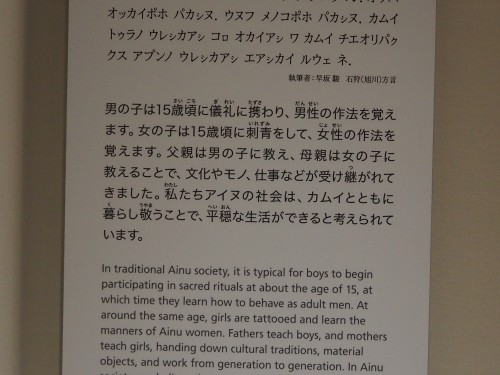 オッカイポホ パカㇱヌ. ウヌフ メノコポホ パカㇱヌ. カムイ
トゥラノ ウレㇱカアㇱ コㇿ オカイアㇱ ワ カムイ チエオリパㇰ
クス アプンノ ウレㇱカアㇱ エアㇱカイ ルウェ ネ.
執筆者:早坂 駿 石狩(旭川)方言
男の子は15歳頃に儀礼に携わり、男性の作法を覚え
ます。女の子は15歳頃に刺青をして、女性の作法を
覚えます。父親は男の子に教え、母親は女の子に
教えることで、文化やモノ、仕事などが受け継がれて
きました。私たちアイヌの社会は、カムイとともに
暮らし敬うことで、平穏な生活ができると考えられて
います。
In traditional Ainu society, it is typical for boys to begin
participating in sacred rituals at about the age of 15, at
which time they learn how to behave as adult men. At
around the same age, girls are tattooed and learn the
manners of Ainu women. Fathers teach boys, and mothers
teach girls, handing down cultural traditions, material
objects, and work from generation to generation. In Ainu